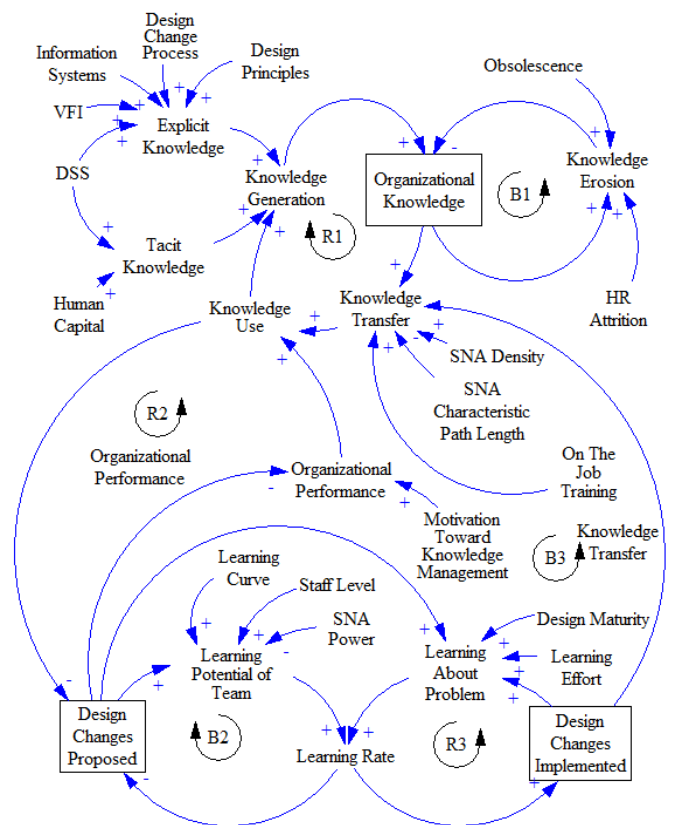 Design
Change
Process
Information
Systems
Design
Principles
Obsolescence
VFI
Explicit
Knowledge
DSS
Knowledge
Generation
Organizational
Knowledge
Knowledge
Erosion
B1
R1
Tacit
Knowledge
Human
Capital
Knowledge
Use
Knowledge
Transfer
HR
Attrition
SNA Density
SNA
Characteristic
Path Length
R2
Organizational
Performance
Organizational
Performance
On The
Job
Training
Motivation
Toward
Knowledge
Management
B3
Knowledge
Transfer
Learning
Curve
Staff Level
SNA
Power
Design Maturity
Learning
Effort
Learning
Potential of
Team
Learning
About
Problem
Design
Changes
Proposed
B2
Learning Rate
R3
Design
Changes
Implemented